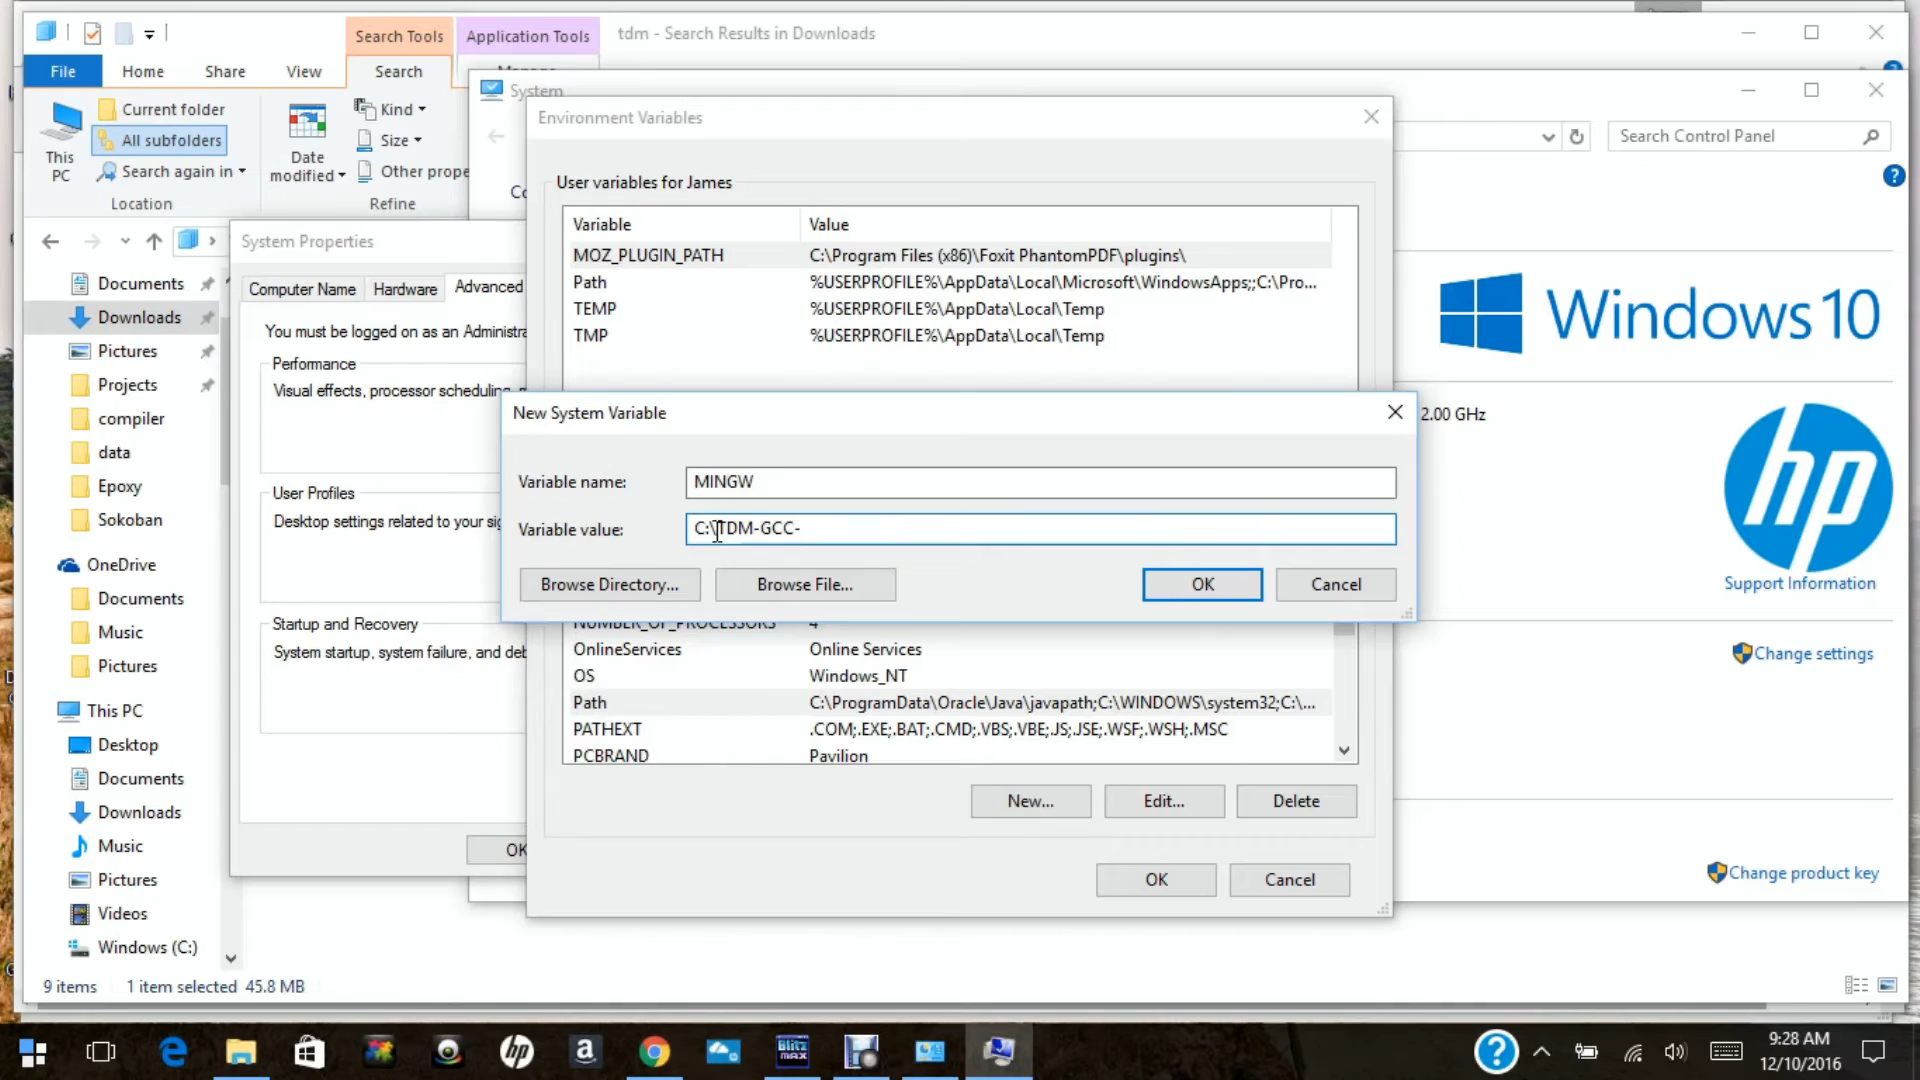 tdm - Search Results in Downloads
Search Tools
Application Tools
File
Home
Share
View
Search
Current folder
All subfolders
Search again in
This PC
Location
Date modified
Kind
Size
Other prope
Refine
System
Search Control Panel
Co
System Properties
Computer Name
Hardware
Advanced
You must be logged on as an Administra
Performance
Visual effects, processor scheduling,
User Profiles
Desktop settings related to your si
Startup and Recovery
System startup, system failure, and deb
OK
Environment Variables
User variables for James
Variable Value
MOZ_PLUGIN_PATH C:\Program Files (x86)\Foxit PhantomPDF\plugins\
Path %USERPROFILE%\AppData\Local\Microsoft\WindowsApps;;C:\Pro...
TEMP %USERPROFILE%\AppData\Local\Temp
TMP %USERPROFILE%\AppData\Local\Temp
New System Variable
Variable name: MINGW
Variable value: C:\TDM-GCC-
Browse Directory...
Browse File...
OK
Cancel
NUMBER_OF_PROCESSORS 4
OnlineServices Online Services
OS Windows_NT
Path C:\ProgramData\Oracle\Java\javapath;C:\WINDOWS\system32;C:\...
PATHEXT .COM;.EXE;.BAT;.CMD;.VBS;.VBE;.JS;.JSE;.WSF;.WSH;.MSC
PCBRAND Pavilion
New...
Edit...
Delete
OK
Cancel
Windows 10
2.00 GHz
hp
Support Information
Change settings
Change product key
Documents
Downloads
Pictures
Projects
compiler
data
Epoxy
Sokoban
OneDrive
Documents
Music
Pictures
This PC
Desktop
Documents
Downloads
Music
Pictures
Videos
Windows (C:)
9 items 1 item selected 45.8 MB
hp
a
Blitz
MAX
9:28 AM
12/10/2016